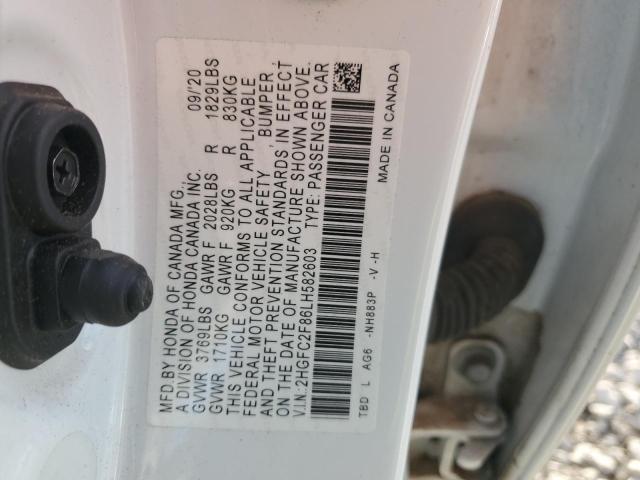 MFD.BY HONDA OF CANADA MFG., 09/'20
A DIVISION OF HONDA CANADA INC.
GVWR 3769LBS GAWR F 2028LBS R 1829LBS
GVWR 1710KG GAWR F 920KG R 830KG
THIS VEHICLE CONFORMS TO ALL APPLICABLE
FEDERAL MOTOR VEHICLE SAFETY, BUMPER,
AND THEFT PREVENTION STANDARDS IN EFFECT
ON THE DATE OF MANUFACTURE SHOWN ABOVE.
V.I.N.:2HGFC2F86LH582603 TYPE: PASSENGER CAR
TBD L AG6 -NH883P -V -H MADE IN CANADA